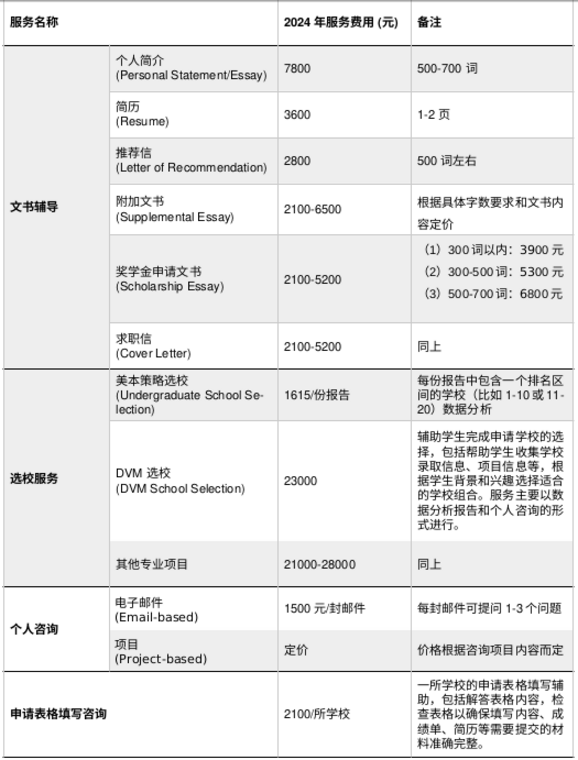 服务名称
2024 年服务费用 (元)
备注
文书辅导
个人简介
(Personal Statement/Essay)
7800
500-700 词
简历
(Resume)
3600
1-2 页
推荐信
(Letter of Recommendation)
2800
500 词左右
附加文书
(Supplemental Essay)
2100-6500
根据具体字数要求和文书内
容定价
奖学金申请文书
(Scholarship Essay)
2100-5200
（1）300 词以内：3900 元
（2）300-500 词：5300 元
（3）500-700 词：6800 元
求职信
(Cover Letter)
2100-5200
同上
选校服务
美本策略选校
(Undergraduate School Se-
lection)
1615/份报告
每份报告中包含一个排名区
间的学校（比如 1-10 或 11-
20）数据分析
DVM 选校
(DVM School Selection)
23000
辅助学生完成申请学校的选
择，包括帮助学生收集学校
录取信息、项目信息等，根
据学生背景和兴趣选择适合
的学校组合。服务主要以数
据分析报告和个人咨询的形
式进行。
其他专业项目
21000-28000
同上
个人咨询
电子邮件
(Email-based)
1500 元/封邮件
每封邮件可提问 1-3 个问题
项目
(Project-based)
定价
价格根据咨询项目内容而定
申请表格填写咨询
2100/所学校
一所学校的申请表格填写辅
助，包括解答表格内容，检
查表格以确保填写内容、成
绩单、简历等需要提交的材
料准确完整。